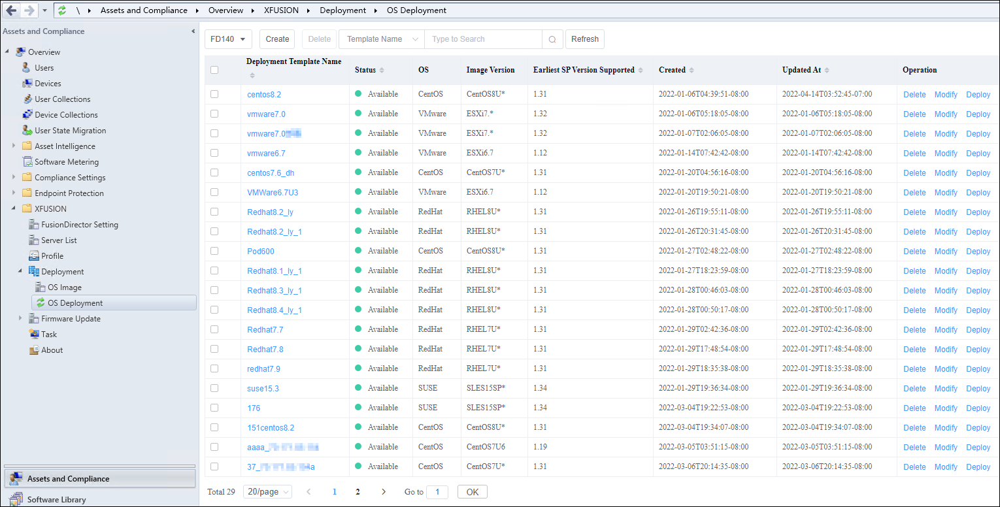 \ ▸ Assets and Compliance ▸ Overview ▸ XFUSION ▸ Deployment ▸ OS Deployment
Assets and Compliance
Overview
Users
Devices
User Collections
Device Collections
User State Migration
Asset Intelligence
Software Metering
Compliance Settings
Endpoint Protection
XFUSION
FusionDirector Setting
Server List
Profile
Deployment
OS Image
OS Deployment
Firmware Update
Task
About
Assets and Compliance
Software Library
FD140 Create Delete Template Name Type to Search Refresh
Deployment Template Name Status OS Image Version Earliest SP Version Supported Created Updated At Operation
centos8.2 Available CentOS CentOS8U* 1.31 2022-01-06T04:39:51-08:00 2022-04-14T03:52:45-07:00 Delete Modify Deploy
vmware7.0 Available VMware ESXi7.* 1.32 2022-01-06T05:18:05-08:00 2022-01-06T05:18:05-08:00 Delete Modify Deploy
vmware7.0 Available VMware ESXi7.* 1.32 2022-01-07T02:06:05-08:00 2022-01-07T02:06:05-08:00 Delete Modify Deploy
vmware6.7 Available VMware ESXi6.7 1.12 2022-01-14T07:42:42-08:00 2022-01-14T07:42:42-08:00 Delete Modify Deploy
centos7.6_dh Available CentOS CentOS7U* 1.31 2022-01-20T04:56:16-08:00 2022-01-20T04:56:16-08:00 Delete Modify Deploy
VMWare6.7U3 Available VMware ESXi6.7 1.12 2022-01-20T19:50:21-08:00 2022-01-20T19:50:21-08:00 Delete Modify Deploy
Redhat8.2_ly Available RedHat RHEL8U* 1.31 2022-01-26T19:55:11-08:00 2022-01-26T19:55:11-08:00 Delete Modify Deploy
Redhat8.2_ly_1 Available RedHat RHEL8U* 1.31 2022-01-26T20:31:45-08:00 2022-01-26T20:31:45-08:00 Delete Modify Deploy
Pod600 Available CentOS CentOS8U* 1.31 2022-01-27T02:48:22-08:00 2022-01-27T02:48:22-08:00 Delete Modify Deploy
Redhat8.1_ly_1 Available RedHat RHEL8U* 1.31 2022-01-27T18:23:59-08:00 2022-01-27T18:23:59-08:00 Delete Modify Deploy
Redhat8.3_ly_1 Available RedHat RHEL8U* 1.31 2022-01-28T00:46:03-08:00 2022-01-28T00:46:03-08:00 Delete Modify Deploy
Redhat8.4_ly_1 Available RedHat RHEL8U* 1.31 2022-01-28T00:50:17-08:00 2022-01-28T00:50:17-08:00 Delete Modify Deploy
Redhat7.7 Available RedHat RHEL7U* 1.31 2022-01-29T02:42:36-08:00 2022-01-29T02:42:36-08:00 Delete Modify Deploy
Redhat7.8 Available RedHat RHEL7U* 1.31 2022-01-29T17:48:54-08:00 2022-01-29T17:48:54-08:00 Delete Modify Deploy
redhat7.9 Available RedHat RHEL7U* 1.31 2022-01-29T18:35:38-08:00 2022-01-29T18:35:38-08:00 Delete Modify Deploy
suse15.3 Available SUSE SLES15SP* 1.34 2022-01-29T19:36:34-08:00 2022-01-29T19:36:34-08:00 Delete Modify Deploy
176 Available SUSE SLES15SP* 1.34 2022-03-04T19:22:53-08:00 2022-03-04T19:22:53-08:00 Delete Modify Deploy
151centos8.2 Available CentOS CentOS8U* 1.31 2022-03-04T19:34:07-08:00 2022-03-04T19:34:07-08:00 Delete Modify Deploy
aaaa_ Available CentOS CentOS7U6 1.19 2022-03-05T03:51:15-08:00 2022-03-05T03:51:15-08:00 Delete Modify Deploy
37_ a Available CentOS CentOS7U* 1.31 2022-03-06T20:14:35-08:00 2022-03-06T20:14:35-08:00 Delete Modify Deploy
Total 29 20/page 1 2 Go to 1 OK